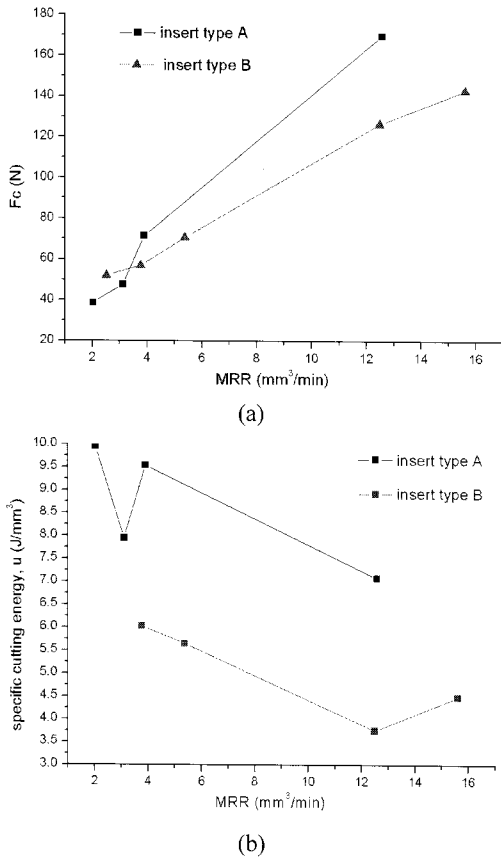 180
160
140
120
100
80
60
40
20
Fc (N)
insert type A
insert type B
2 4 6 8 10 12 14 16
MRR (mm³/min)
(a)
10.0
9.5
9.0
8.5
8.0
7.5
7.0
6.5
6.0
5.5
5.0
4.5
4.0
3.5
3.0
specific cutting energy, u (J/mm³)
insert type A
insert type B
2 4 6 8 10 12 14 16
MRR (mm³/min)
(b)